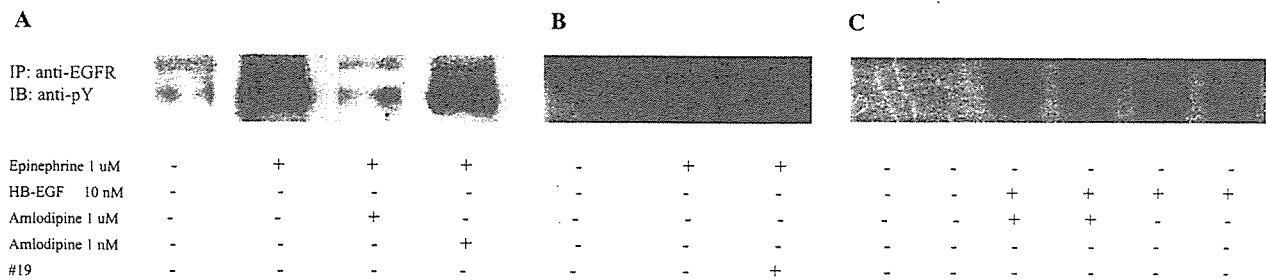 A B C
IP: anti-EGFR
IB: anti-pY
Epinephrine 1 uM - + + + - + + - - - - - -
HB-EGF 10 nM - - - - - - - - - + + + +
Amlodipine 1 uM - - + - - - - - - + + - -
Amlodipine 1 nM - - - + - - - - - - - - -
#19 - - - - - - + - - - - - -